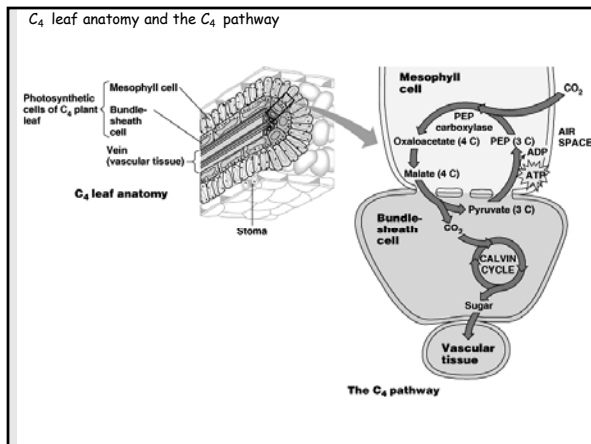 C₄ leaf anatomy and the C₄ pathway
Photosynthetic
cells of C₄ plant
leaf
Mesophyll cell
Bundle-
sheath
cell
Vein
(vascular tissue)
C₄ leaf anatomy
Stoma
Mesophyll
cell
CO₂
PEP
carboxylase
AIR
SPACE
Oxaloacetate (4 C)
PEP (3 C)
ADP
Malate (4 C)
ATP
Pyruvate (3 C)
Bundle-
sheath
cell
CO₂
CALVIN
CYCLE
Sugar
Vascular
tissue
The C₄ pathway